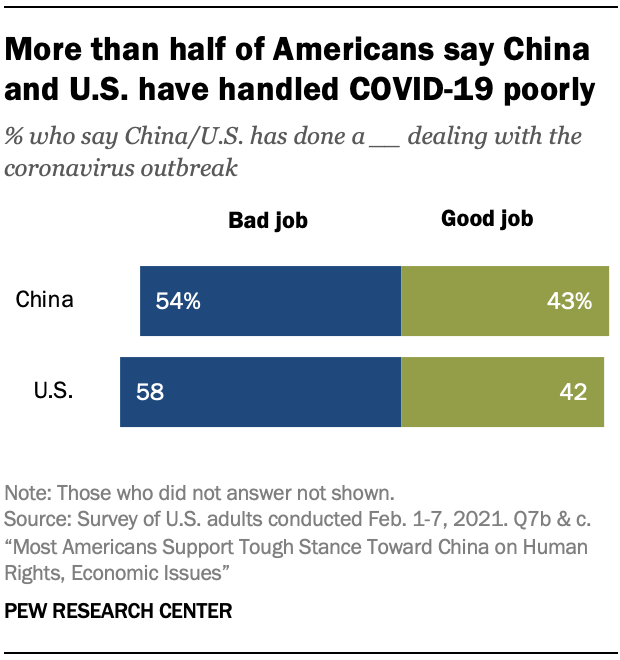 More than half of Americans say China
and U.S. have handled COVID-19 poorly
% who say China/U.S. has done a __ dealing with the
coronavirus outbreak
Bad job Good job
China 54% 43%
U.S. 58 42
Note: Those who did not answer not shown.
Source: Survey of U.S. adults conducted Feb. 1-7, 2021. Q7b & c.
“Most Americans Support Tough Stance Toward China on Human
Rights, Economic Issues”
PEW RESEARCH CENTER